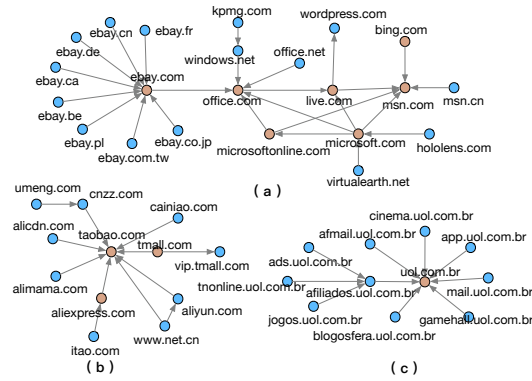 kpmg.com
wordpress.com
ebay.cn
ebay.fr
bing.com
ebay.de
windows.net
office.net
ebay.ca
ebay.com
office.com
live.com
msn.com
msn.cn
ebay.be
ebay.pl
ebay.co.jp
ebay.com.tw
microsoftonline.com
microsoft.com
hololens.com
virtualearth.net
(a)
umeng.com
cnzz.com
cainiao.com
alicdn.com
taobao.com
tmall.com
vip.tmall.com
alimama.com
aliexpress.com
aliyun.com
www.net.cn
itao.com
(b)
cinema.uol.com.br
afmail.uol.com.br
app.uol.com.br
ads.uol.com.br
uol.com.br
tnonline.uol.com.br
afiliados.uol.com.br
mail.uol.com.br
jogos.uol.com.br
gamehall.uol.com.br
blogosfera.uol.com.br
(c)